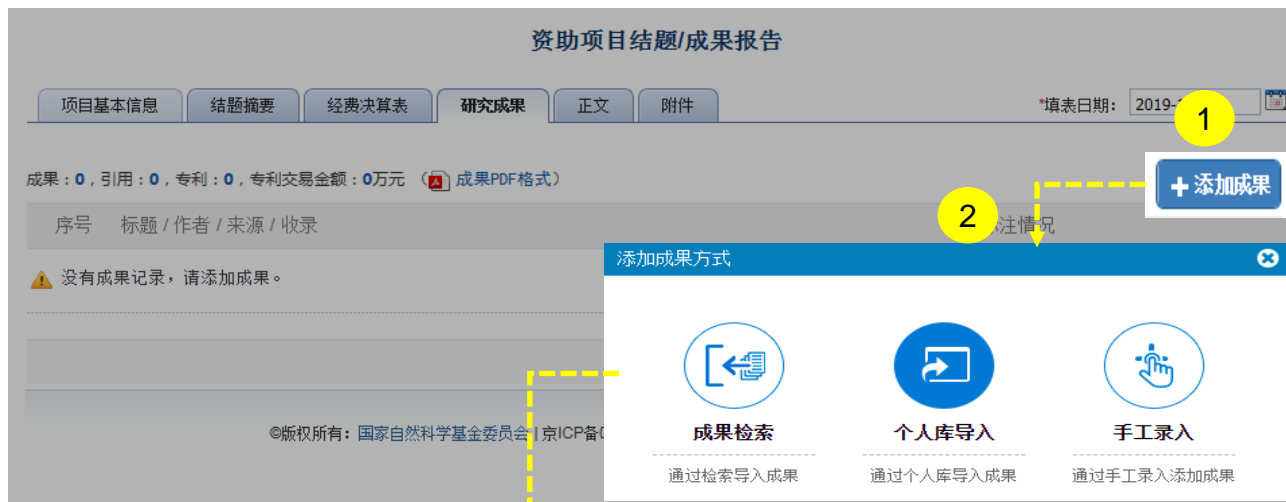 资助项目结题/成果报告
项目基本信息 结题摘要 经费决算表 研究成果 正文 附件 *填表日期： 2019-
1
成果：0，引用：0，专利：0，专利交易金额：0万元 （成果PDF格式）
+ 添加成果
2
序号 标题 / 作者 / 来源 / 收录 注情况
添加成果方式
没有成果记录，请添加成果。
成果检索 个人库导入 手工录入
通过检索导入成果 通过个人库导入成果 通过手工录入添加成果
©版权所有：国家自然科学基金委员会 | 京ICP备